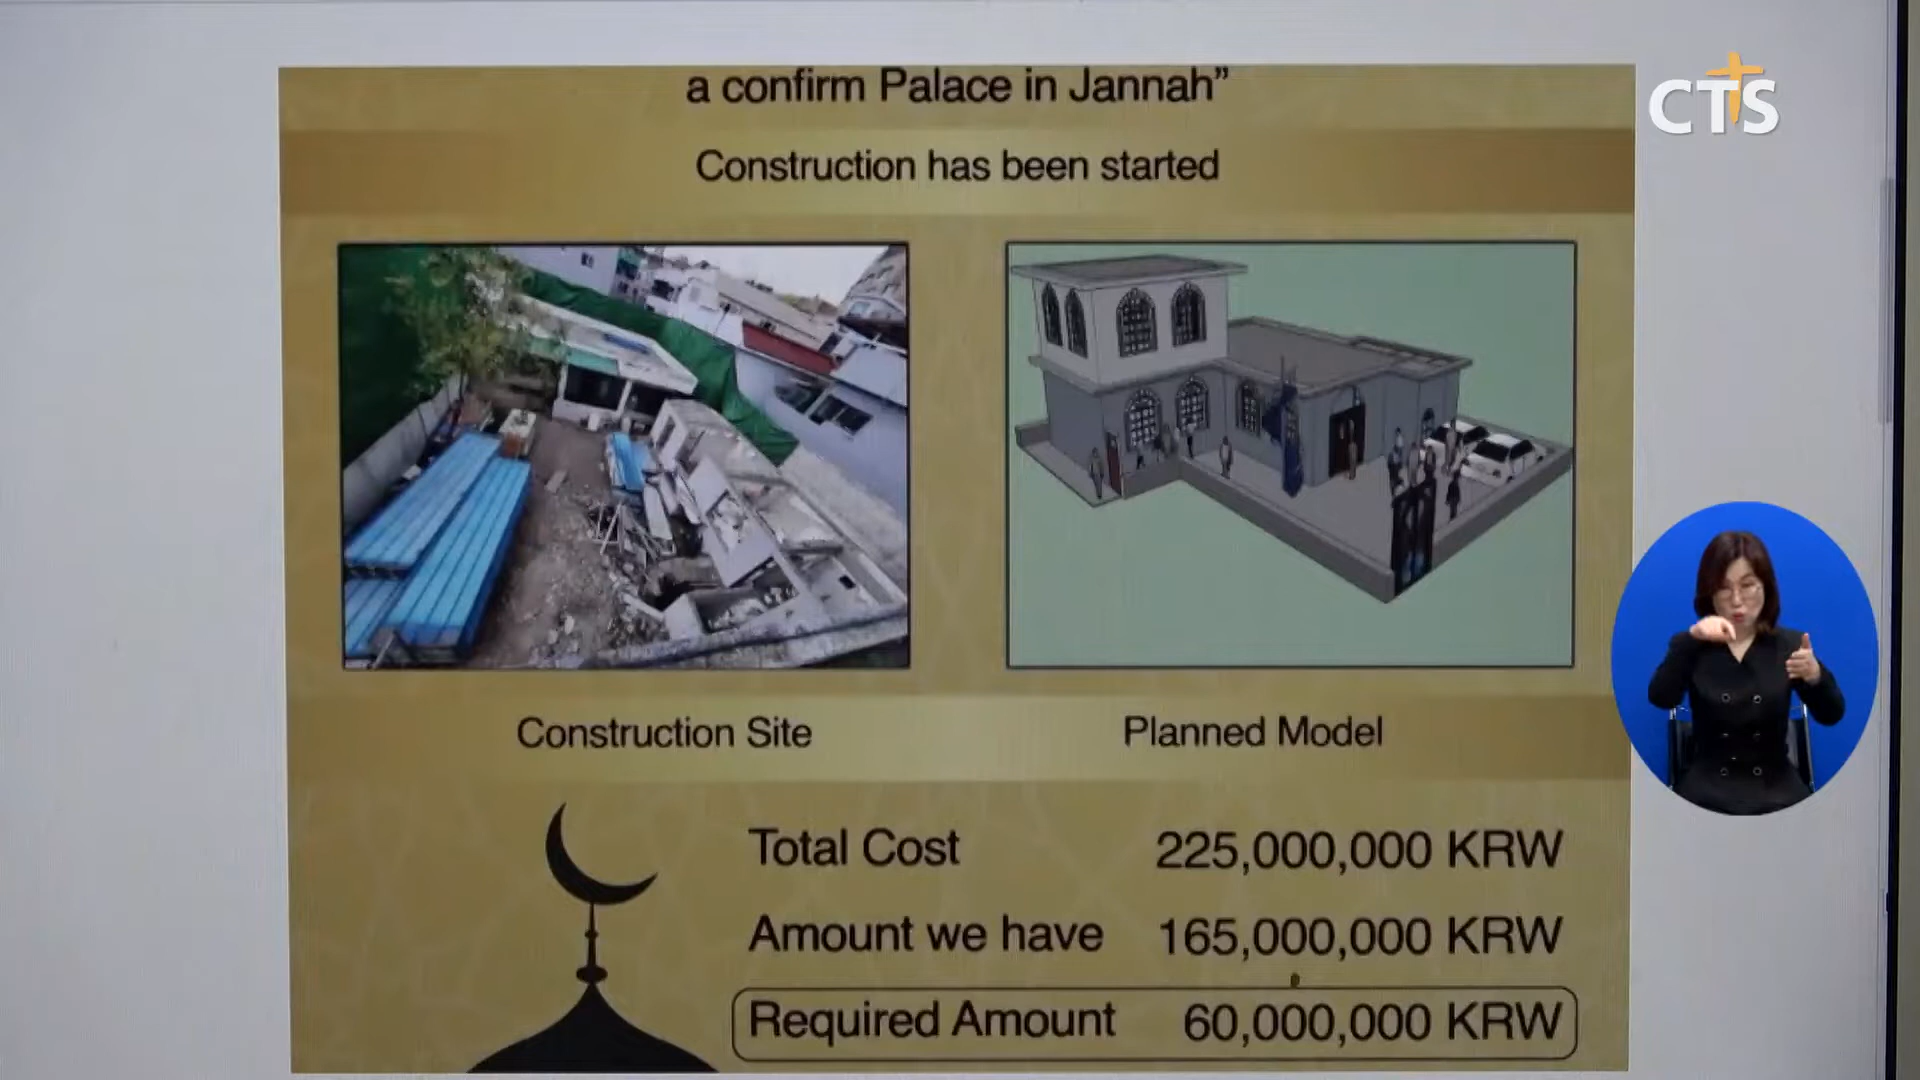 a confirm Palace in Jannah”
CTS
Construction has been started
Construction Site
Planned Model
Total Cost 225,000,000 KRW
Amount we have 165,000,000 KRW
Required Amount 60,000,000 KRW